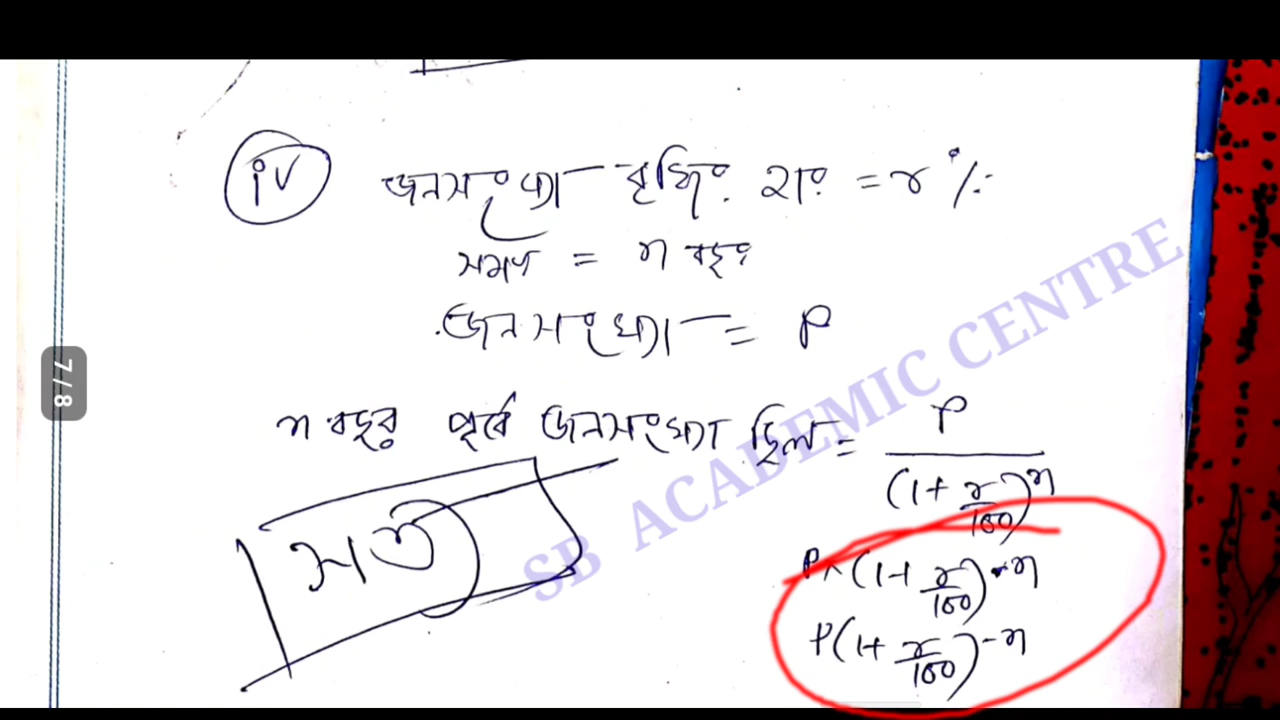 iv জনসংখ্যা বৃদ্ধির হার = r %
সময় = n বছর
জনসংখ্যা = P
n বছর পূর্বে জনসংখ্যা ছিল = P / (1 + r/100)^n
P × (1 + r/100)^-n
P(1 + r/100)^-n
সত্য
SB ACADEMIC CENTRE
7/8